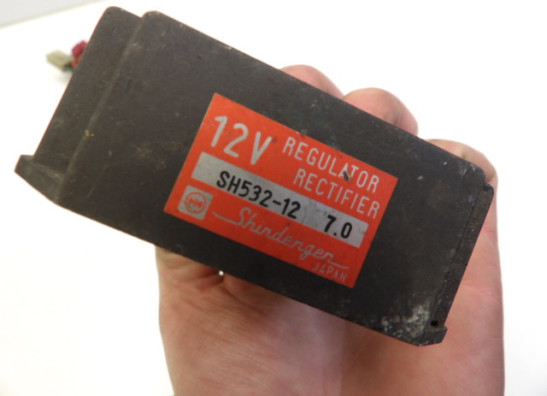 12V REGULATOR
RECTIFIER
SH532-12 7.0
Shindengen
JAPAN